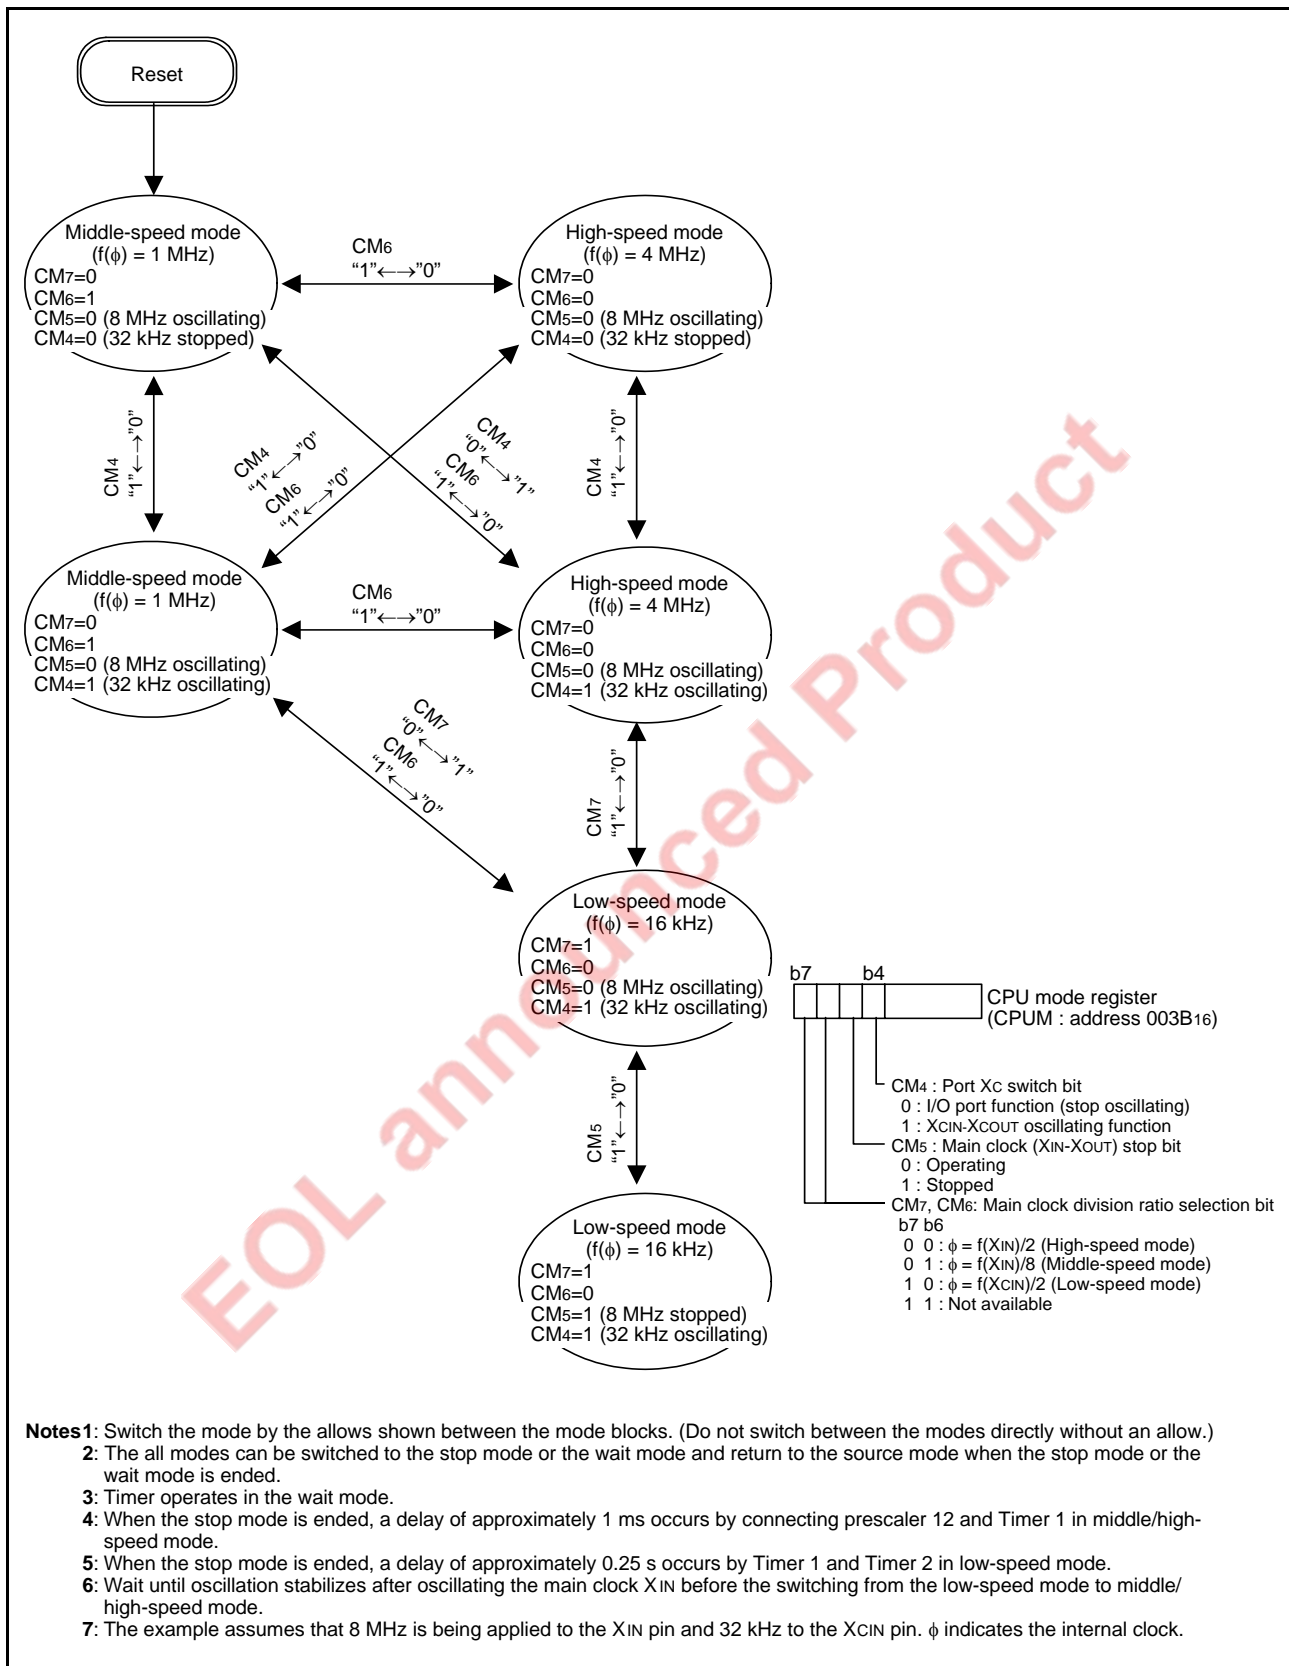 Reset
Middle-speed mode
(f(ϕ) = 1 MHz)
CM7=0
CM6=1
CM5=0 (8 MHz oscillating)
CM4=0 (32 kHz stopped)
CM6
“1”←→”0”
High-speed mode
(f(ϕ) = 4 MHz)
CM7=0
CM6=0
CM5=0 (8 MHz oscillating)
CM4=0 (32 kHz stopped)
CM4
“1”←→”0”
CM4
“1”←→”0”
CM6
“1”←→”0”
CM4
“0”←→”1”
CM6
“1”←→”0”
CM4
“1”←→”0”
Middle-speed mode
(f(ϕ) = 1 MHz)
CM7=0
CM6=1
CM5=0 (8 MHz oscillating)
CM4=1 (32 kHz oscillating)
CM6
“1”←→”0”
High-speed mode
(f(ϕ) = 4 MHz)
CM7=0
CM6=0
CM5=0 (8 MHz oscillating)
CM4=1 (32 kHz oscillating)
CM7
“0”←→”1”
CM6
“1”←→”0”
CM7
“1”←→”0”
Low-speed mode
(f(ϕ) = 16 kHz)
CM7=1
CM6=0
CM5=0 (8 MHz oscillating)
CM4=1 (32 kHz oscillating)
CM5
“1”←→”0”
Low-speed mode
(f(ϕ) = 16 kHz)
CM7=1
CM6=0
CM5=1 (8 MHz stopped)
CM4=1 (32 kHz oscillating)
b7 b4
CPU mode register
(CPUM : address 003B16)
CM4 : Port XC switch bit
0 : I/O port function (stop oscillating)
1 : XCIN-XCOUT oscillating function
CM5 : Main clock (XIN-XOUT) stop bit
0 : Operating
1 : Stopped
CM7, CM6: Main clock division ratio selection bit
b7 b6
0 0 : ϕ = f(XIN)/2 (High-speed mode)
0 1 : ϕ = f(XIN)/8 (Middle-speed mode)
1 0 : ϕ = f(XCIN)/2 (Low-speed mode)
1 1 : Not available
EOL announced Product
Notes1: Switch the mode by the allows shown between the mode blocks. (Do not switch between the modes directly without an allow.)
2: The all modes can be switched to the stop mode or the wait mode and return to the source mode when the stop mode or the
wait mode is ended.
3: Timer operates in the wait mode.
4: When the stop mode is ended, a delay of approximately 1 ms occurs by connecting prescaler 12 and Timer 1 in middle/high-
speed mode.
5: When the stop mode is ended, a delay of approximately 0.25 s occurs by Timer 1 and Timer 2 in low-speed mode.
6: Wait until oscillation stabilizes after oscillating the main clock XIN before the switching from the low-speed mode to middle/
high-speed mode.
7: The example assumes that 8 MHz is being applied to the XIN pin and 32 kHz to the XCIN pin. ϕ indicates the internal clock.